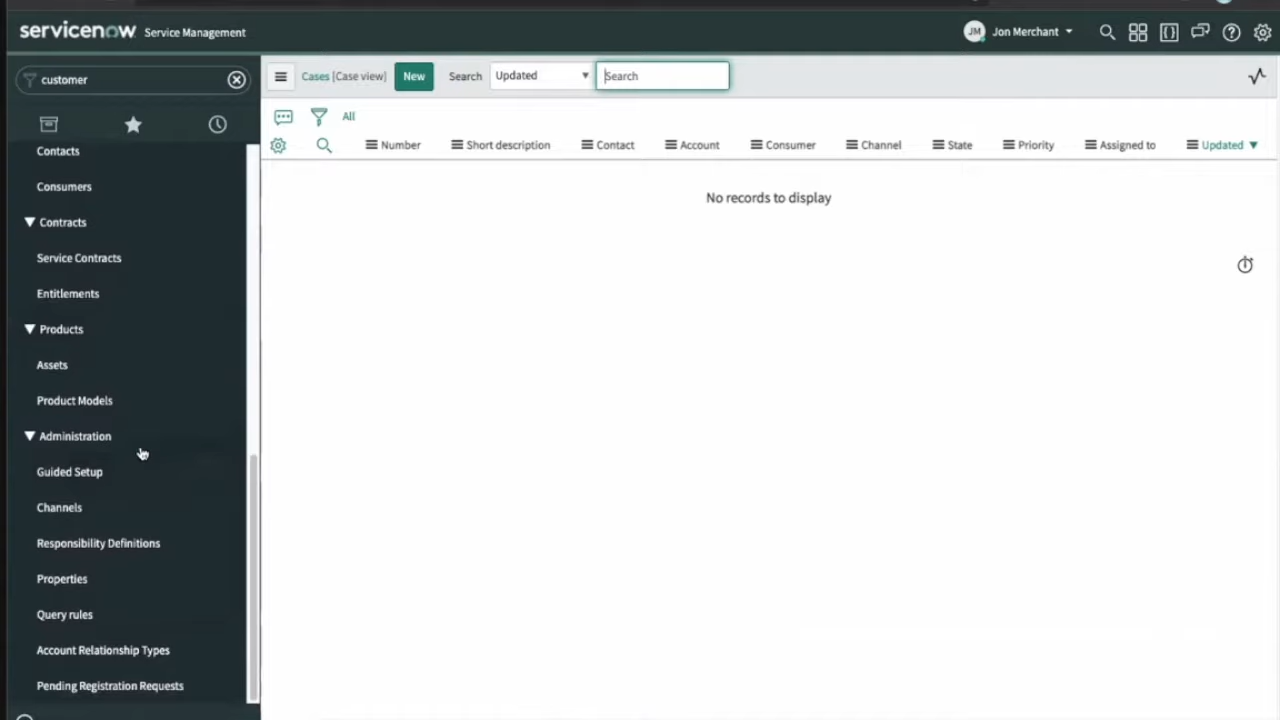 servicenow Service Management
JM Jon Merchant
customer
Contacts
Consumers
Contracts
Service Contracts
Entitlements
Products
Assets
Product Models
Administration
Guided Setup
Channels
Responsibility Definitions
Properties
Query rules
Account Relationship Types
Pending Registration Requests
Cases [Case view] New Search Updated Search
All
Number Short description Contact Account Consumer Channel State Priority Assigned to Updated
No records to display